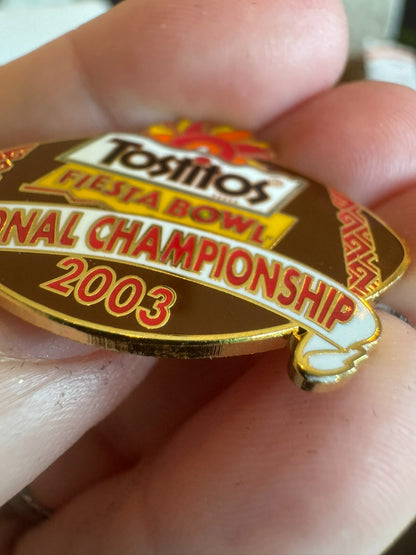 Tostitos
FIESTA BOWL
ONAL CHAMPIONSHIP
2003